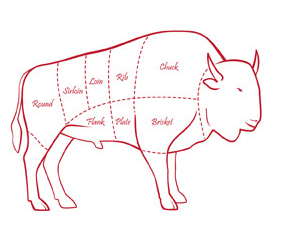 Chuck
Rib
Loin
Sirloin
Round
Flank
Plate
Brisket